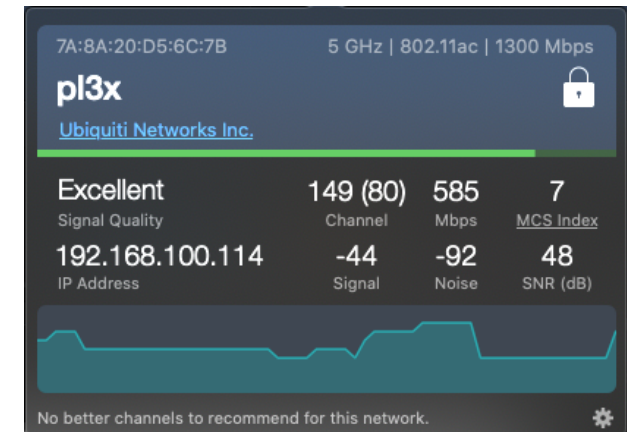 7A:8A:20:D5:6C:7B 5 GHz | 802.11ac | 1300 Mbps
pl3x
Ubiquiti Networks Inc.
Excellent 149 (80) 585 7
Signal Quality Channel Mbps MCS Index
192.168.100.114 -44 -92 48
IP Address Signal Noise SNR (dB)
No better channels to recommend for this network.